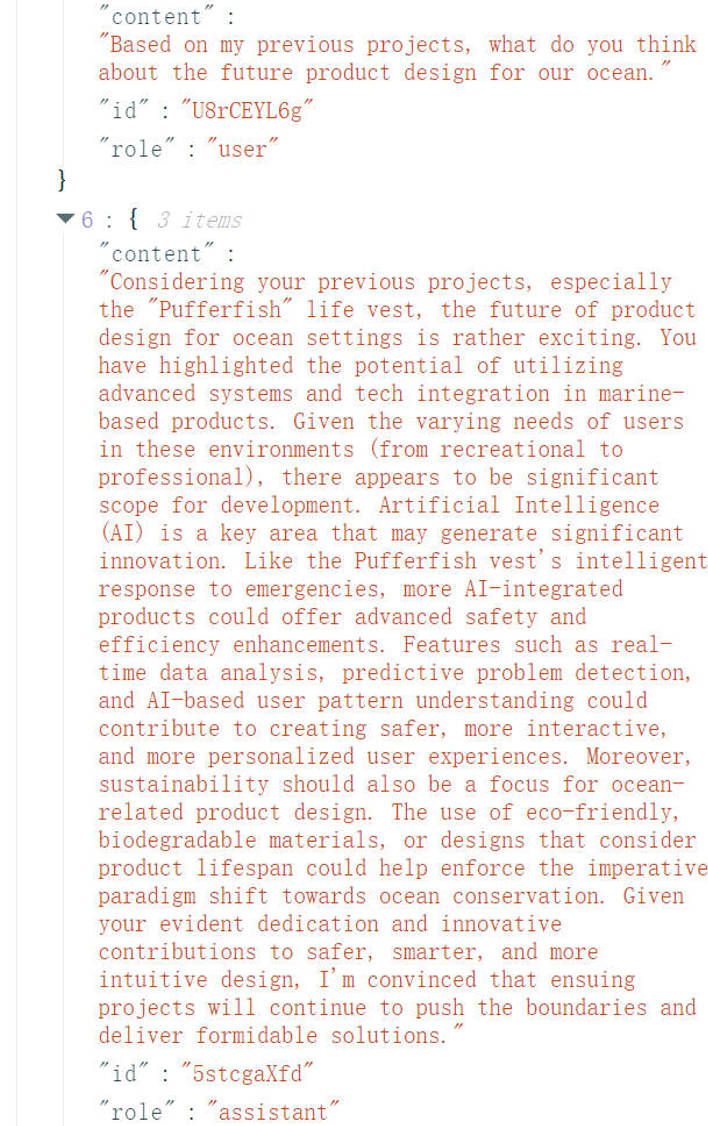 "content" :
"Based on my previous projects, what do you think
about the future product design for our ocean."
"id" : "U8rCEYL6g"
"role" : "user"
}
6 : { 3 items
"content" :
"Considering your previous projects, especially
the "Pufferfish" life vest, the future of product
design for ocean settings is rather exciting. You
have highlighted the potential of utilizing
advanced systems and tech integration in marine-
based products. Given the varying needs of users
in these environments (from recreational to
professional), there appears to be significant
scope for development. Artificial Intelligence
(AI) is a key area that may generate significant
innovation. Like the Pufferfish vest's intelligent
response to emergencies, more AI-integrated
products could offer advanced safety and
efficiency enhancements. Features such as real-
time data analysis, predictive problem detection,
and AI-based user pattern understanding could
contribute to creating safer, more interactive,
and more personalized user experiences. Moreover,
sustainability should also be a focus for ocean-
related product design. The use of eco-friendly,
biodegradable materials, or designs that consider
product lifespan could help enforce the imperative
paradigm shift towards ocean conservation. Given
your evident dedication and innovative
contributions to safer, smarter, and more
intuitive design, I'm convinced that ensuing
projects will continue to push the boundaries and
deliver formidable solutions."
"id" : "5stcgaXfd"
"role" : "assistant"